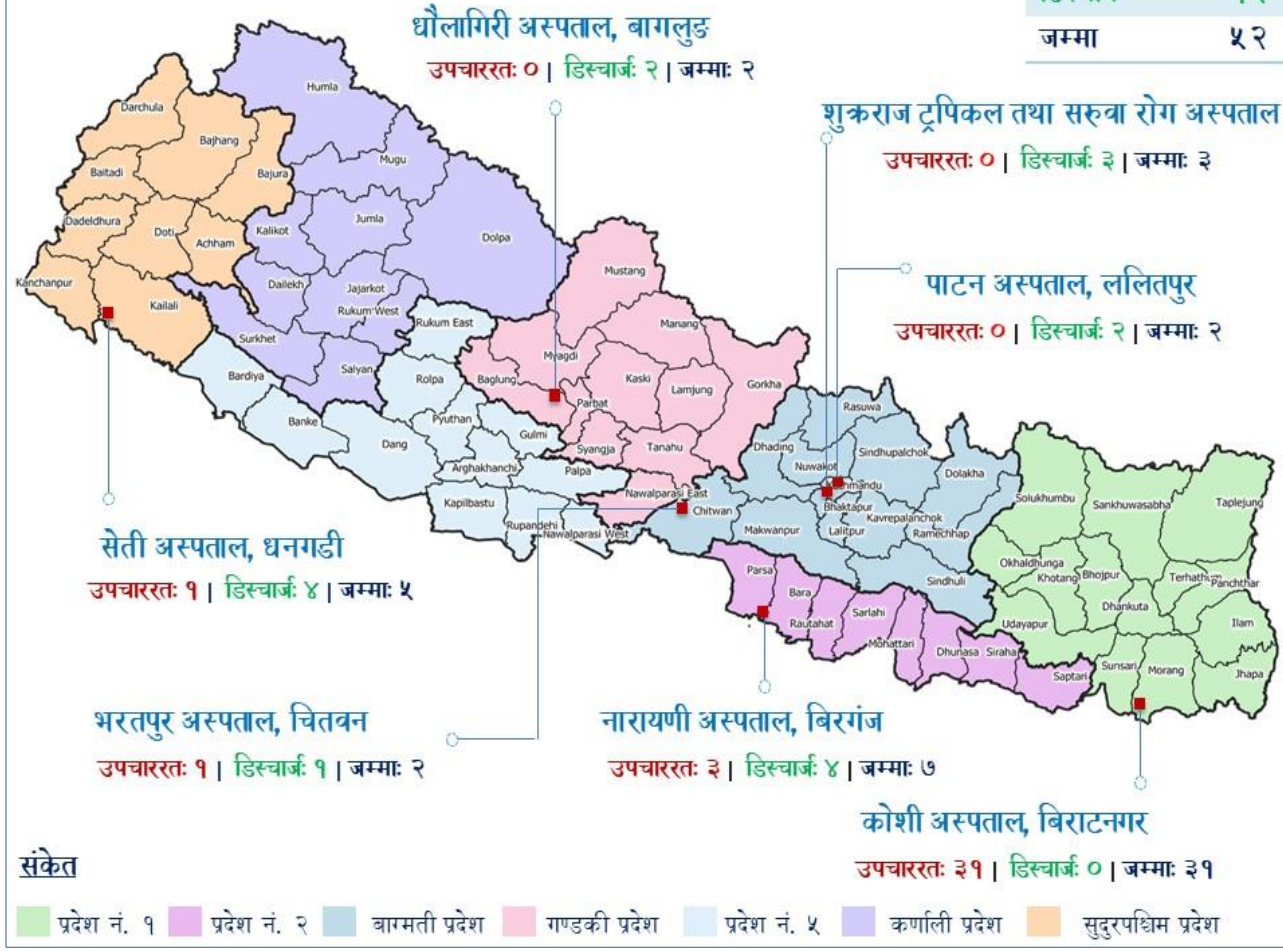 जम्मा ५२
धौलागिरी अस्पताल, बागलुङ
उपचाररतः ० | डिस्चार्जः २ | जम्माः २
शुक्रराज ट्रपिकल तथा सरुवा रोग अस्पताल
उपचाररतः ० | डिस्चार्जः ३ | जम्माः ३
पाटन अस्पताल, ललितपुर
उपचाररतः ० | डिस्चार्जः २ | जम्माः २
Humla
Darchula
Bajhang
Mugu
Baitadi
Bajura
Dadeldhura
Doti
Achham
Kalikot
Jumla
Dolpa
Kanchanpur
Kailali
Dailekh
Jajarkot
Rukum West
Rukum East
Surkhet
Salyan
Mustang
Manang
Myagdi
Baglung
Parbat
Kaski
Lamjung
Gorkha
Syangja
Tanahu
Nawalparasi East
Bardiya
Banke
Dang
Rolpa
Pyuthan
Gulmi
Arghakhanchi
Palpa
Kapilbastu
Rupandehi
Nawalparasi West
Rasuwa
Dhading
Nuwakot
Sindhupalchok
Dolakha
Bhaktapur
Kavrepalanchok
Lalitpur
Ramechhap
Chitwan
Makwanpur
Sindhuli
Parsa
Bara
Rautahat
Sarlahi
Mohattari
Dhunasa
Siraha
Saptari
Solukhumbu
Sankhuwasabha
Taplejung
Okhaldhunga
Khotang
Bhojpur
Terhathum
Panchthar
Dhankuta
Udayapur
Ilam
Sunsari
Morang
Jhapa
सेती अस्पताल, धनगडी
उपचाररतः १ | डिस्चार्जः ४ | जम्माः ५
भरतपुर अस्पताल, चितवन
उपचाररतः १ | डिस्चार्जः १ | जम्माः २
नारायणी अस्पताल, बिरगंज
उपचाररतः ३ | डिस्चार्जः ४ | जम्माः ७
कोशी अस्पताल, बिराटनगर
उपचाररतः ३१ | डिस्चार्जः ० | जम्माः ३१
संकेत
प्रदेश नं. १ प्रदेश नं. २ बाग्मती प्रदेश गण्डकी प्रदेश प्रदेश नं. ५ कर्णाली प्रदेश सुदुरपश्चिम प्रदेश